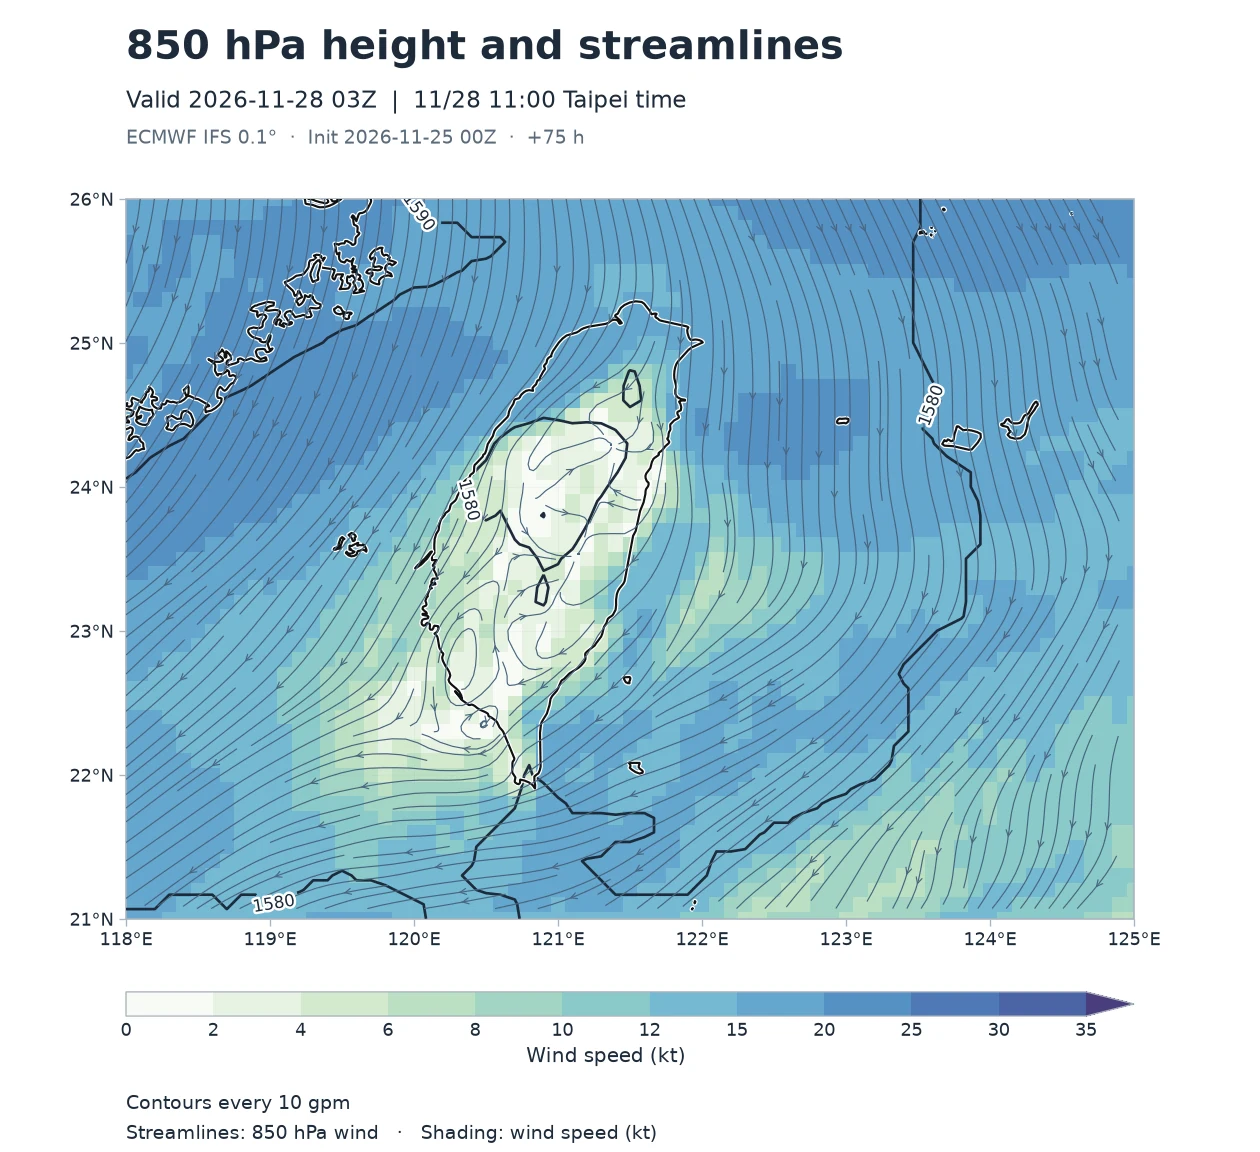 850 hPa height and streamlines
Valid 2026-11-28 03Z | 11/28 11:00 Taipei time
ECMWF IFS 0.1° · Init 2026-11-25 00Z · +75 h
26°N
25°N
24°N
23°N
22°N
21°N
1590
1580
1580
1580
118°E 119°E 120°E 121°E 122°E 123°E 124°E 125°E
0 2 4 6 8 10 12 15 20 25 30 35
Wind speed (kt)
Contours every 10 gpm
Streamlines: 850 hPa wind · Shading: wind speed (kt)